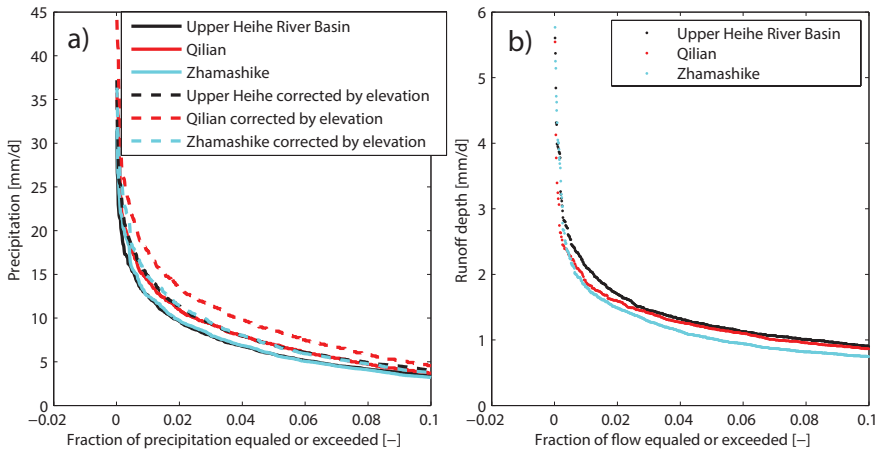 a)
Upper Heihe River Basin
Qilian
Zhamashike
Upper Heihe corrected by elevation
Qilian corrected by elevation
Zhamashike corrected by elevation
Precipitation [mm/d]
45
40
35
30
25
20
15
10
5
0
−0.02 0 0.02 0.04 0.06 0.08 0.1
Fraction of precipitation equaled or exceeded [−]
b)
Upper Heihe River Basin
Qilian
Zhamashike
Runoff depth [mm/d]
6
5
4
3
2
1
0
−0.02 0 0.02 0.04 0.06 0.08 0.1
Fraction of flow equaled or exceeded [−]